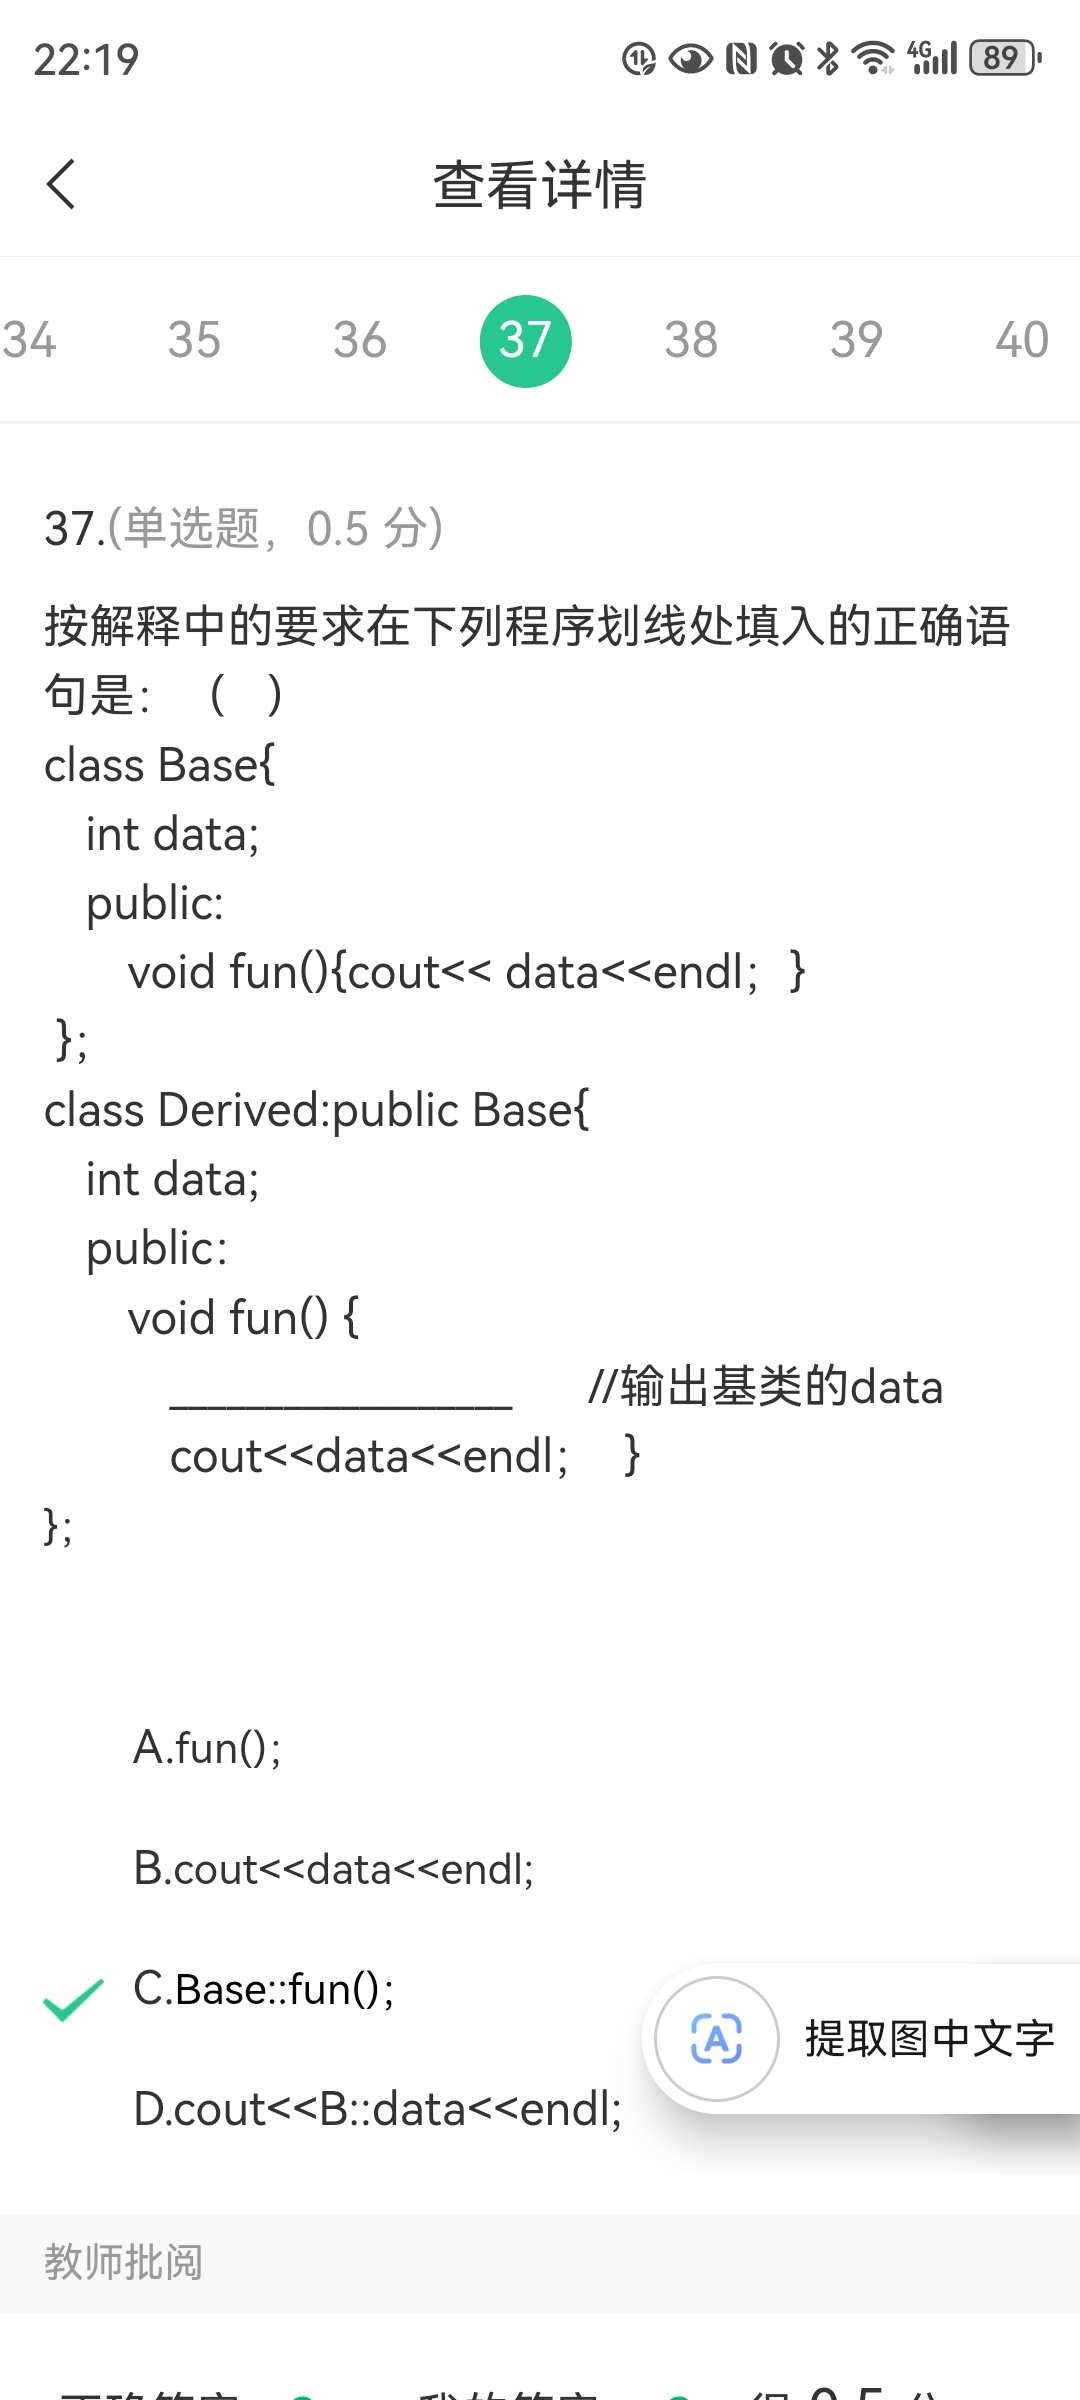 22:19
4G 89
查看详情
34 35 36 37 38 39 40
37.(单选题，0.5 分)
按解释中的要求在下列程序划线处填入的正确语
句是： ( )
class Base{
int data;
public:
void fun(){cout<< data<<endl；}
};
class Derived:public Base{
int data;
public：
void fun() {
__________________ //输出基类的data
cout<<data<<endl； }
};
A.fun();
B.cout<<data<<endl;
C.Base::fun();
提取图中文字
D.cout<<B::data<<endl;
教师批阅